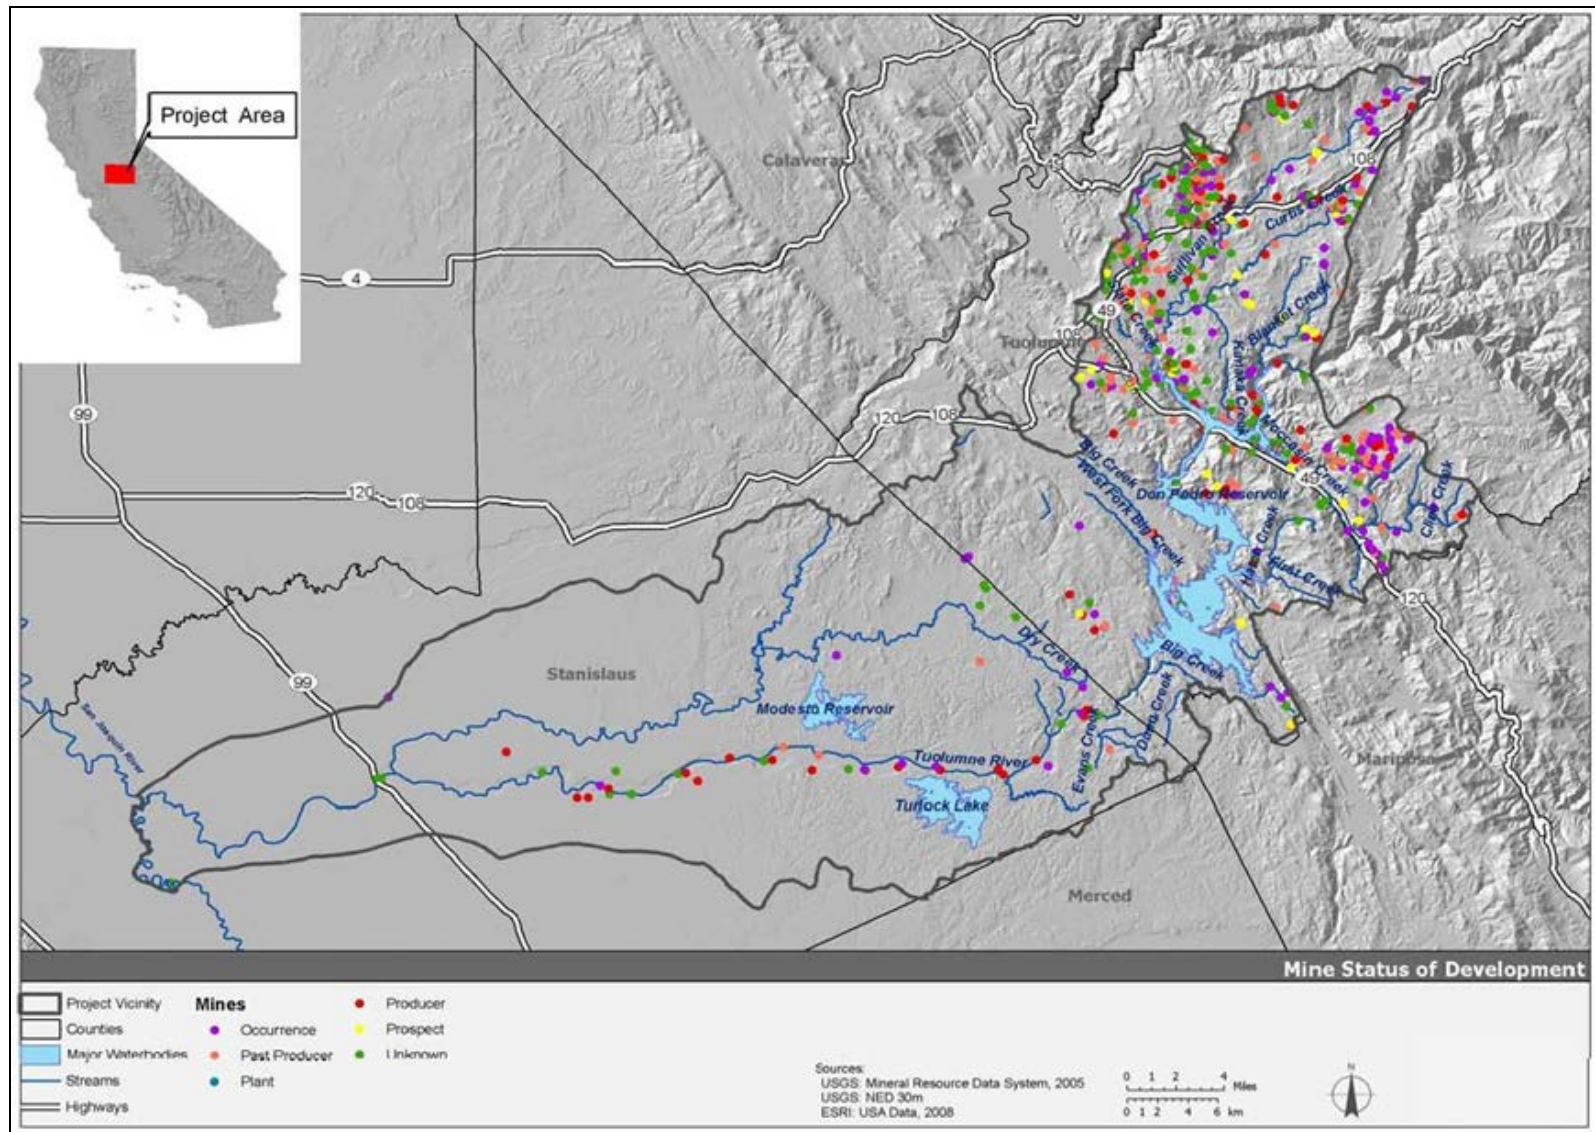 Project Area
Calaveras
49
108
4
Curtis Creek
Sullivan Creek
49
108
Tuolumne
Blanket Creek
Kanaka Creek
99
120
108
120
108
Moccasin Creek
Big Creek
West Fork Big Creek
49
Don Pedro Reservoir
Cline Creek
Hatch Creek
120
Dry Creek
Big Creek
Stanislaus
99
Modesto Reservoir
San Joaquin River
Dawn Creek
Evans Creek
Tuolumne River
Mariposa
Turlock Lake
Merced
Mine Status of Development
Project Vicinity
Counties
Major Waterbodies
Streams
Highways
Mines
Occurrence
Past Producer
Plant
Producer
Prospect
Unknown
Sources:
USGS: Mineral Resource Data System, 2005
USGS: NED 30m
ESRI: USA Data, 2008
0 1 2 4 Miles
0 1 2 4 6 km
N